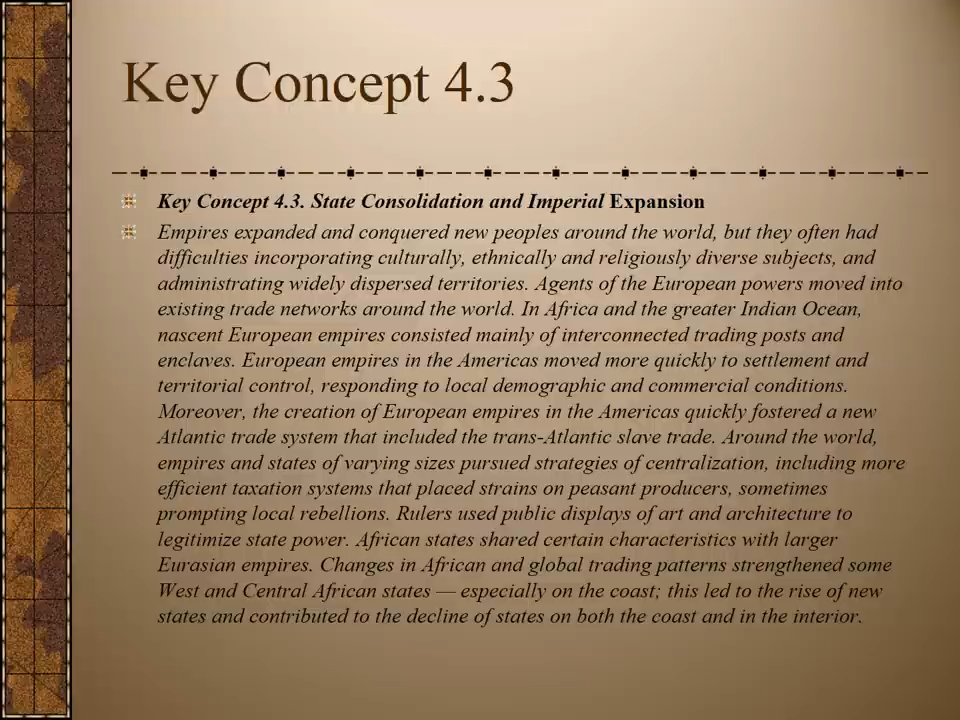 Key Concept 4.3
Key Concept 4.3. State Consolidation and Imperial Expansion
Empires expanded and conquered new peoples around the world, but they often had
difficulties incorporating culturally, ethnically and religiously diverse subjects, and
administrating widely dispersed territories. Agents of the European powers moved into
existing trade networks around the world. In Africa and the greater Indian Ocean,
nascent European empires consisted mainly of interconnected trading posts and
enclaves. European empires in the Americas moved more quickly to settlement and
territorial control, responding to local demographic and commercial conditions.
Moreover, the creation of European empires in the Americas quickly fostered a new
Atlantic trade system that included the trans-Atlantic slave trade. Around the world,
empires and states of varying sizes pursued strategies of centralization, including more
efficient taxation systems that placed strains on peasant producers, sometimes
prompting local rebellions. Rulers used public displays of art and architecture to
legitimize state power. African states shared certain characteristics with larger
Eurasian empires. Changes in African and global trading patterns strengthened some
West and Central African states — especially on the coast; this led to the rise of new
states and contributed to the decline of states on both the coast and in the interior.